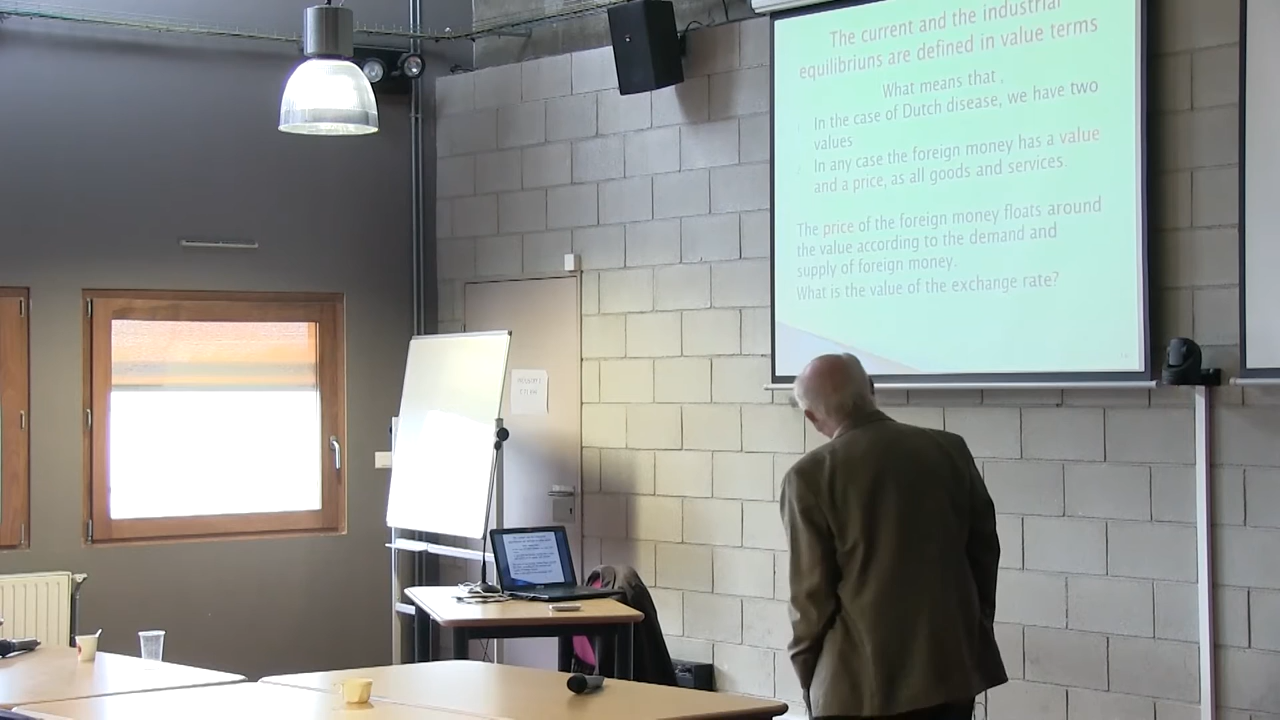 The current and the industrial
equilibriuns are defined in value terms
What means that .
In the case of Dutch disease, we have two
values
In any case the foreign money has a value
and a price, as all goods and services
The price of the foreign money floats around
the value according to the demand and
supply of foreign money.
What is the value of the exchange rate?